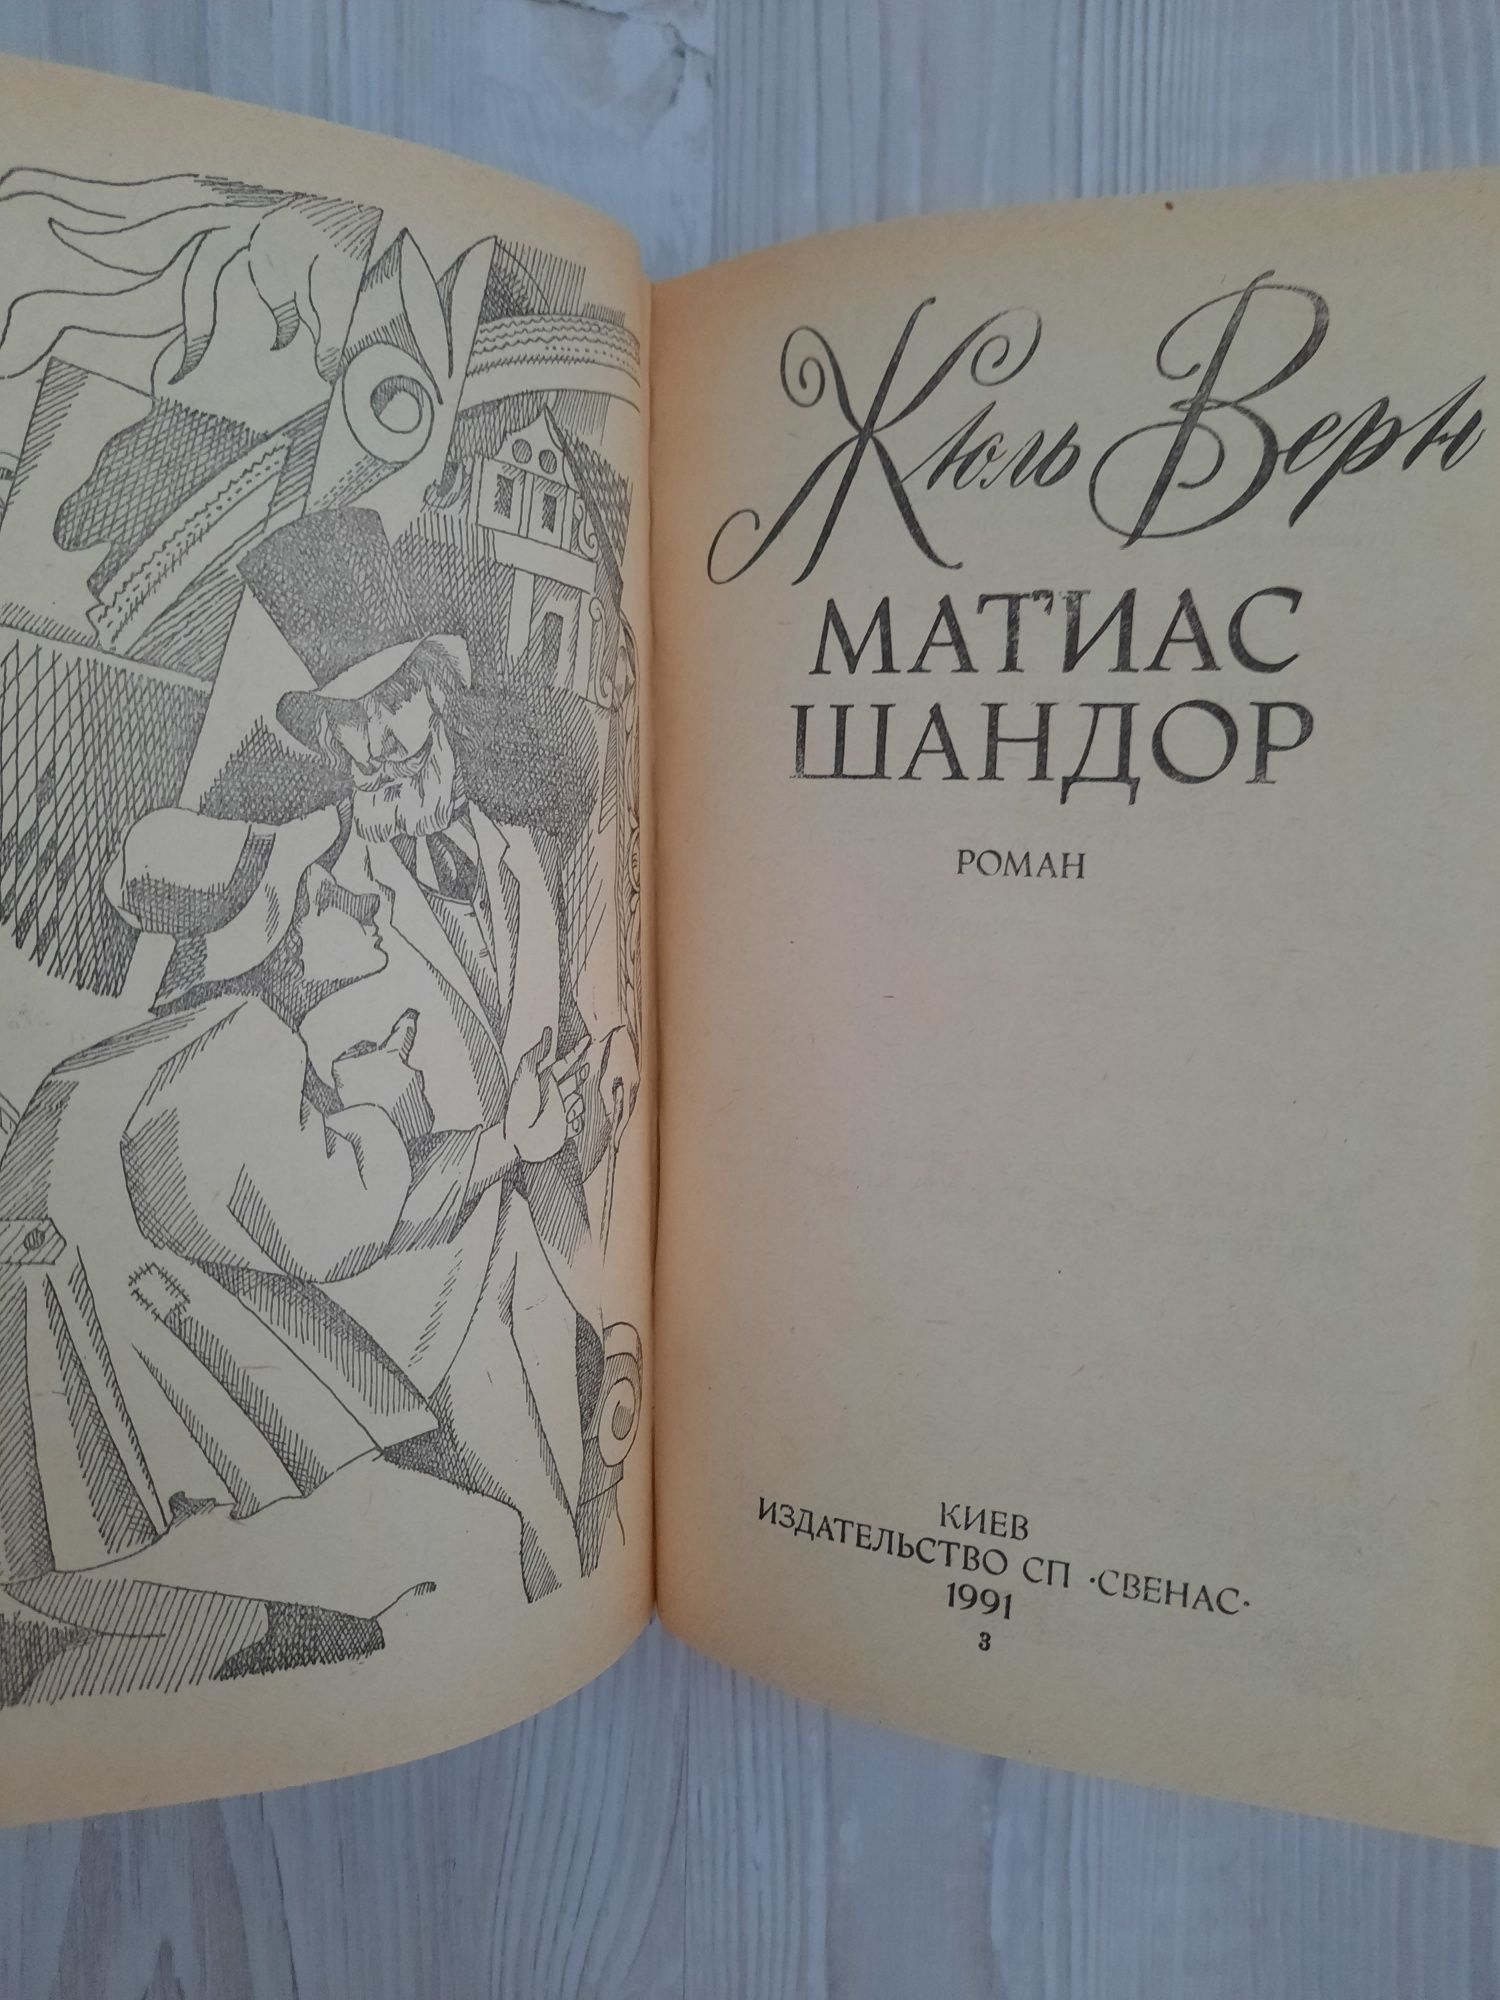 Жюль Верн
МАТИАС
ШАНДОР
РОМАН
КИЕВ
ИЗДАТЕЛЬСТВО СП «СВЕНАС»
1991
3